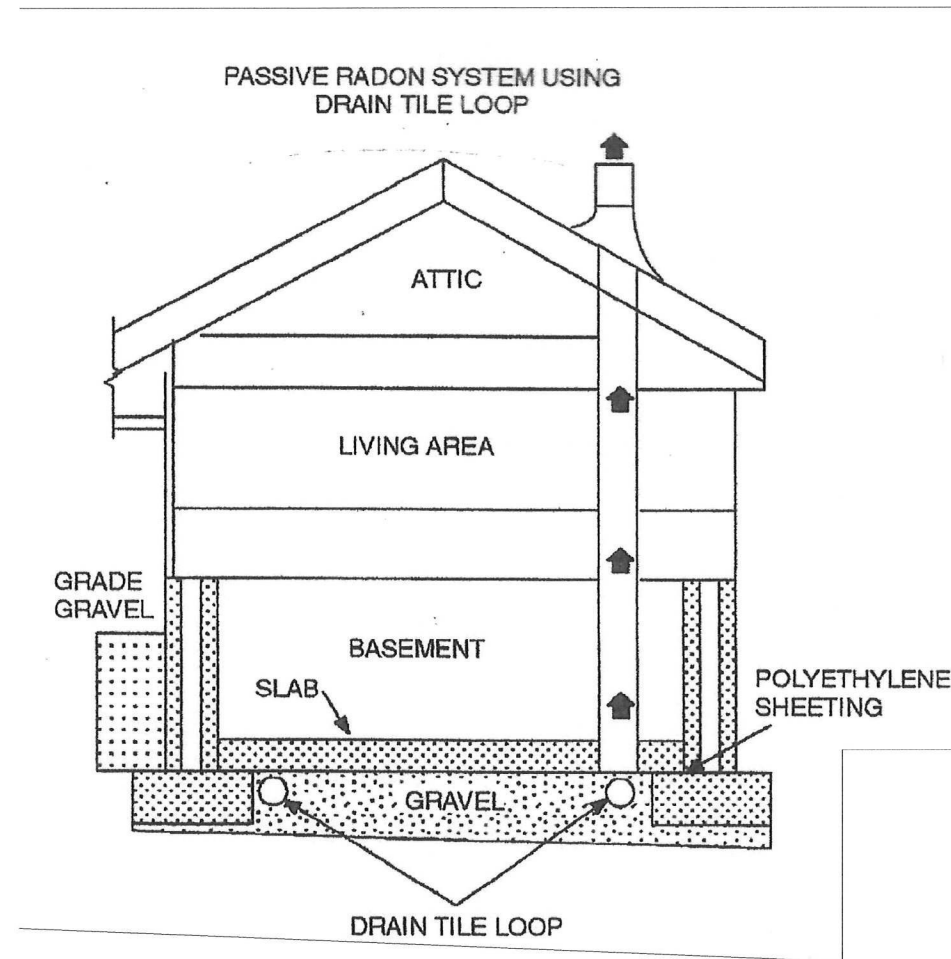 PASSIVE RADON SYSTEM USING
DRAIN TILE LOOP
ATTIC
LIVING AREA
GRADE
GRAVEL
BASEMENT
SLAB
POLYETHYLENE
SHEETING
GRAVEL
DRAIN TILE LOOP